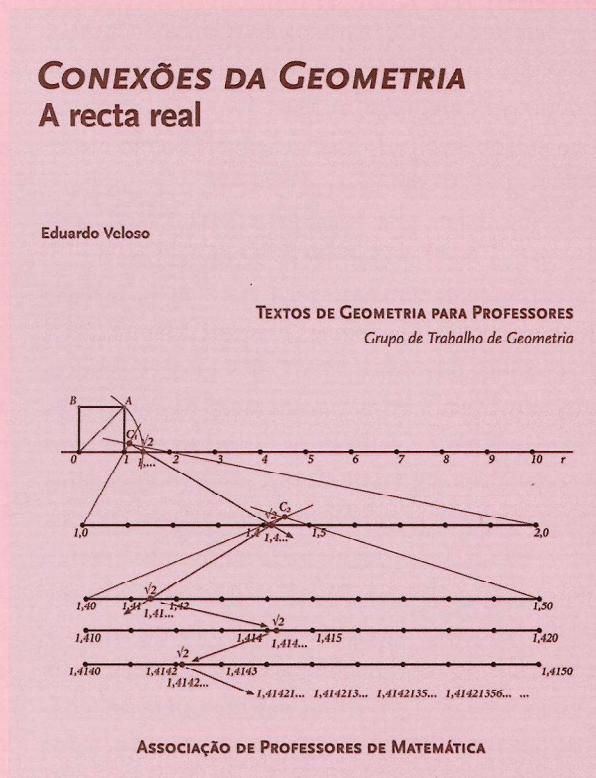 CONEXÕES DA GEOMETRIA
A recta real
Eduardo Veloso
TEXTOS DE GEOMETRIA PARA PROFESSORES
Grupo de Trabalho de Geometria
B A
C₁ √2
0 1 1,... 2 3 4 5 6 7 8 9 10 r
√2 C₂
1,0 1,4 1,4... 1,5 2,0
√2
1,40 1,41 1,42 1,50
1,41...
√2
1,410 1,414 1,415 1,420
1,414...
√2
1,4140 1,4142 1,4143 1,4150
1,4142...
1,41421... 1,414213... 1,4142135... 1,41421356... ...
ASSOCIAÇÃO DE PROFESSORES DE MATEMÁTICA